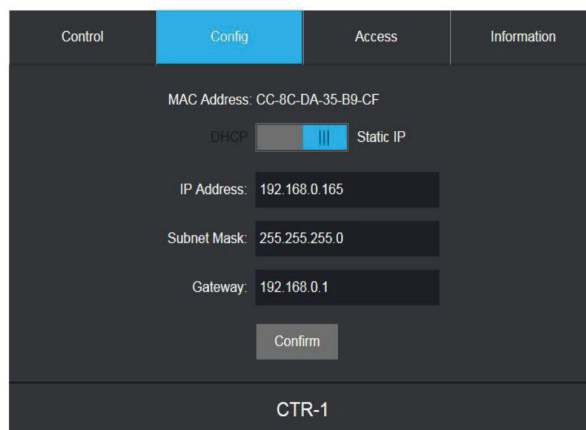 Control Config Access Information
MAC Address: CC-8C-DA-35-B9-CF
DHCP Static IP
IP Address: 192.168.0.165
Subnet Mask: 255.255.255.0
Gateway: 192.168.0.1
Confirm
CTR-1